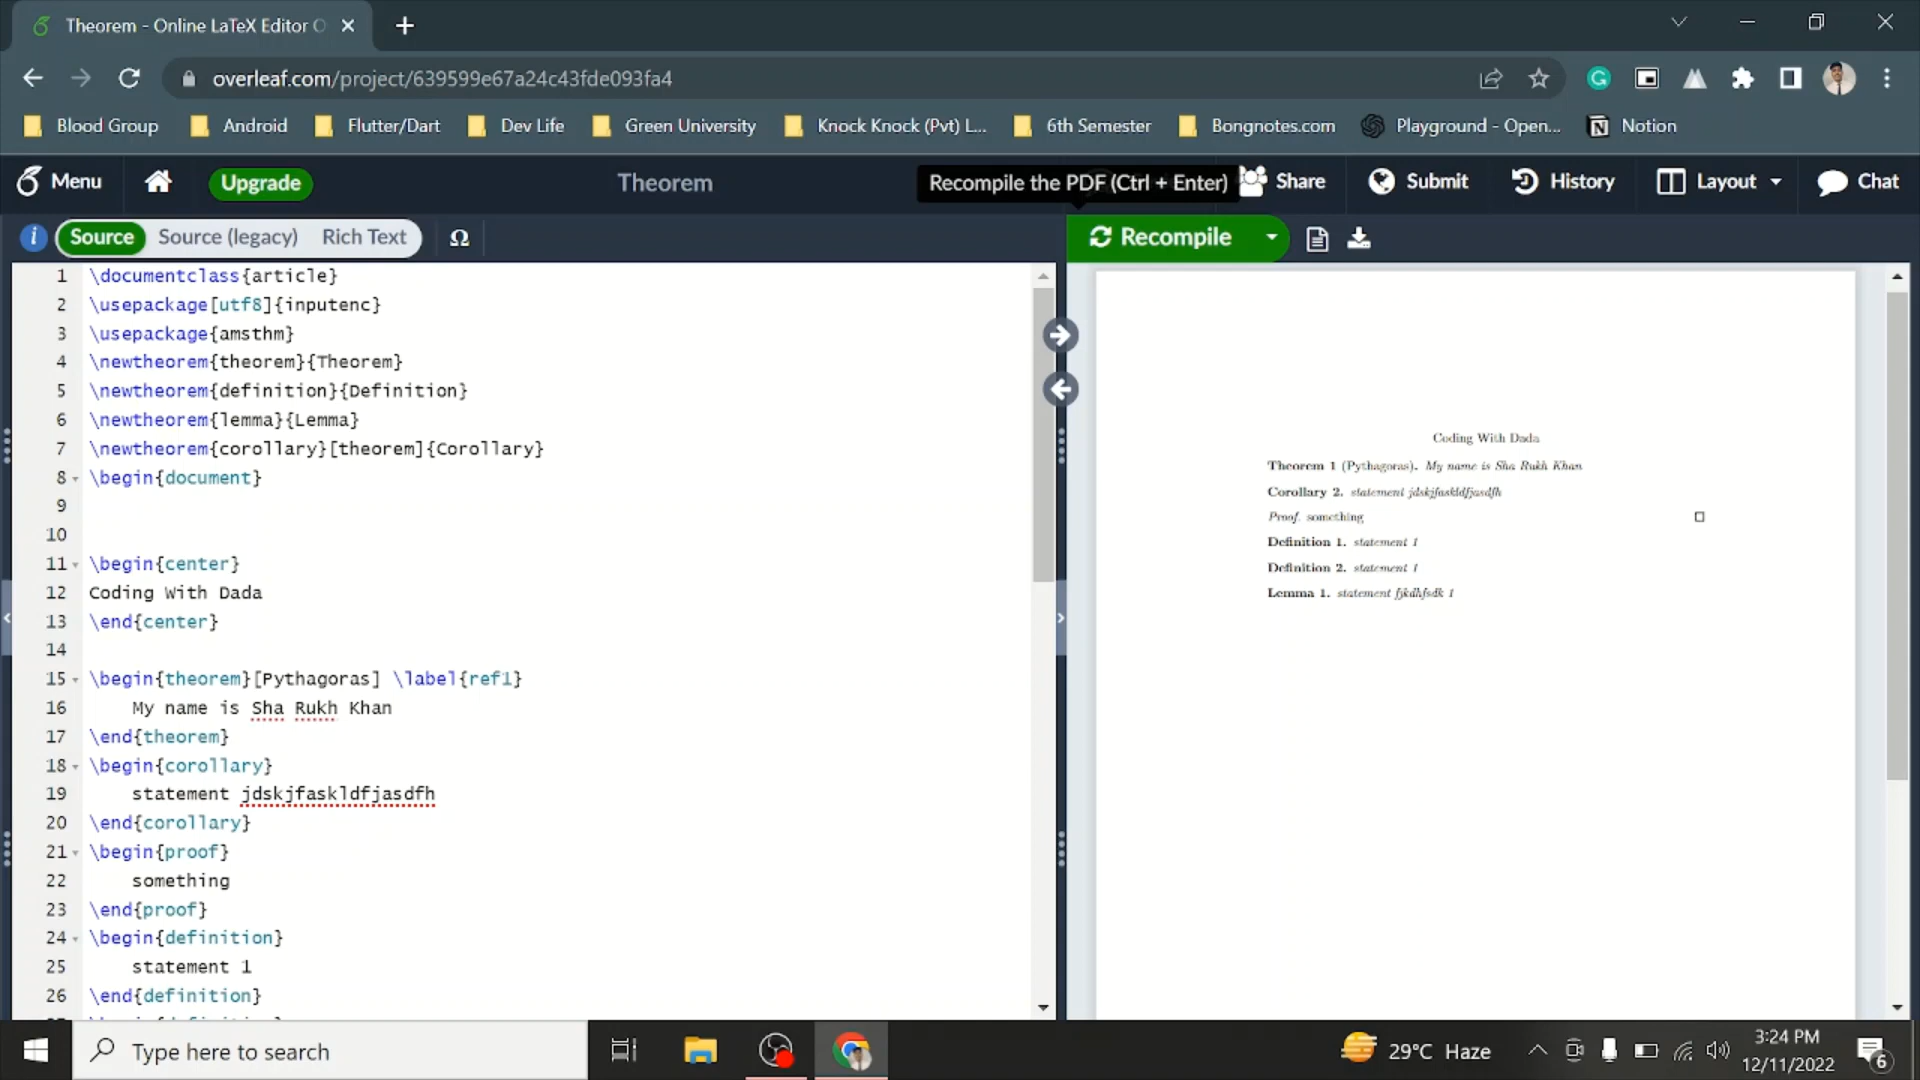 Theorem - Online LaTeX Editor O
overleaf.com/project/639599e67a24c43fde093fa4
Blood Group Android Flutter/Dart Dev Life Green University Knock Knock (Pvt) L... 6th Semester Bongnotes.com Playground - Open... Notion
Menu Upgrade Theorem Recompile the PDF (Ctrl + Enter) Share Submit History Layout Chat
Source Source (legacy) Rich Text Ω Recompile
1 \documentclass{article}
2 \usepackage[utf8]{inputenc}
3 \usepackage{amsthm}
4 \newtheorem{theorem}{Theorem}
5 \newtheorem{definition}{Definition}
6 \newtheorem{lemma}{Lemma}
7 \newtheorem{corollary}[theorem]{Corollary}
8 \begin{document}
9
10
11 \begin{center}
12 Coding With Dada
13 \end{center}
14
15 \begin{theorem}[Pythagoras] \label{ref1}
16 My name is Sha Rukh Khan
17 \end{theorem}
18 \begin{corollary}
19 statement jdskjfaskldfjasdfh
20 \end{corollary}
21 \begin{proof}
22 something
23 \end{proof}
24 \begin{definition}
25 statement 1
26 \end{definition}
Coding With Dada
Theorem 1 (Pythagoras). My name is Sha Rukh Khan
Corollary 2. statement jdskjfaskldfjasdfh
Proof. something
Definition 1. statement 1
Definition 2. statement 1
Lemma 1. statement fjkdhfsdk 1
Type here to search
29°C Haze
3:24 PM
12/11/2022
6